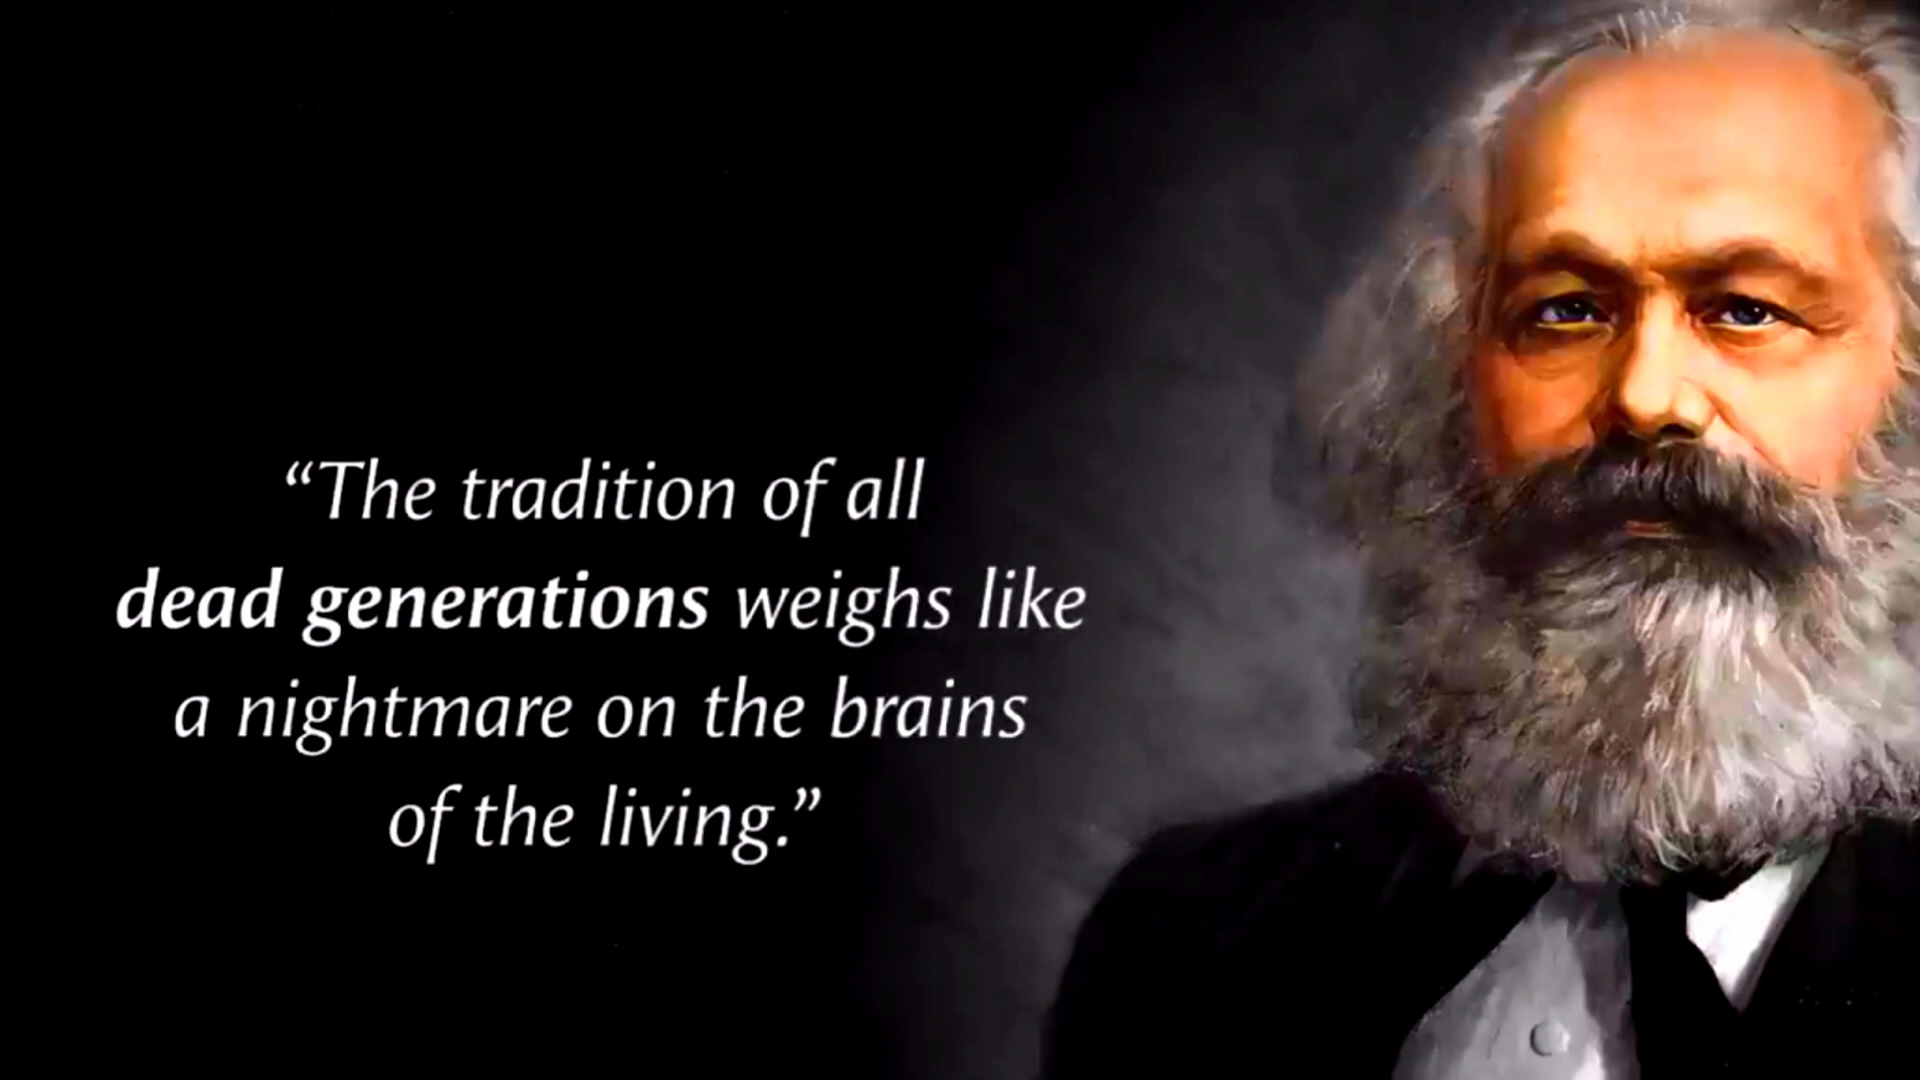 “The tradition of all
dead generations weighs like
a nightmare on the brains
of the living.”